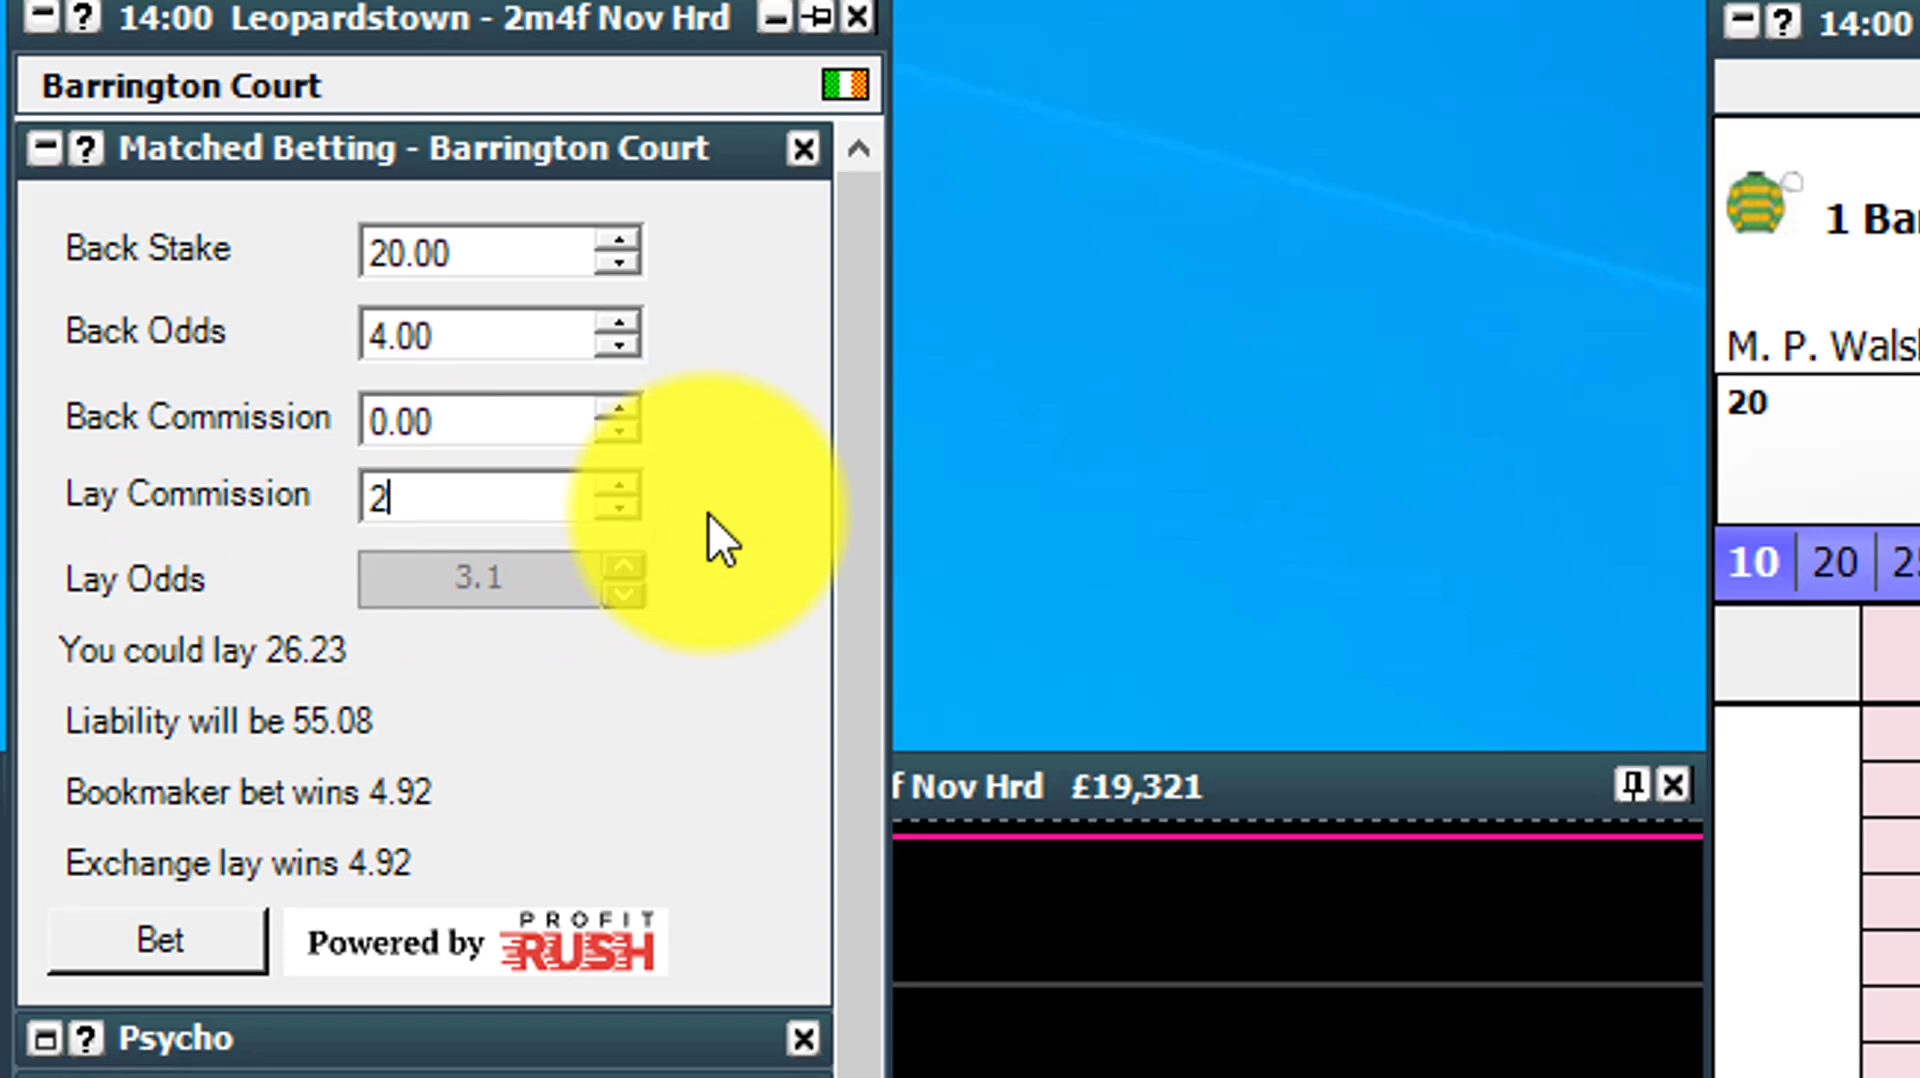 14:00 Leopardstown - 2m4f Nov Hrd
Barrington Court
Matched Betting - Barrington Court
Back Stake 20.00
Back Odds 4.00
Back Commission 0.00
Lay Commission 2
Lay Odds 3.1
You could lay 26.23
Liability will be 55.08
Bookmaker bet wins 4.92
Exchange lay wins 4.92
Bet
Powered by PROFIT RUSH
Psycho
f Nov Hrd £19,321
14:00
1 Ba
M. P. Wals
20
10 20